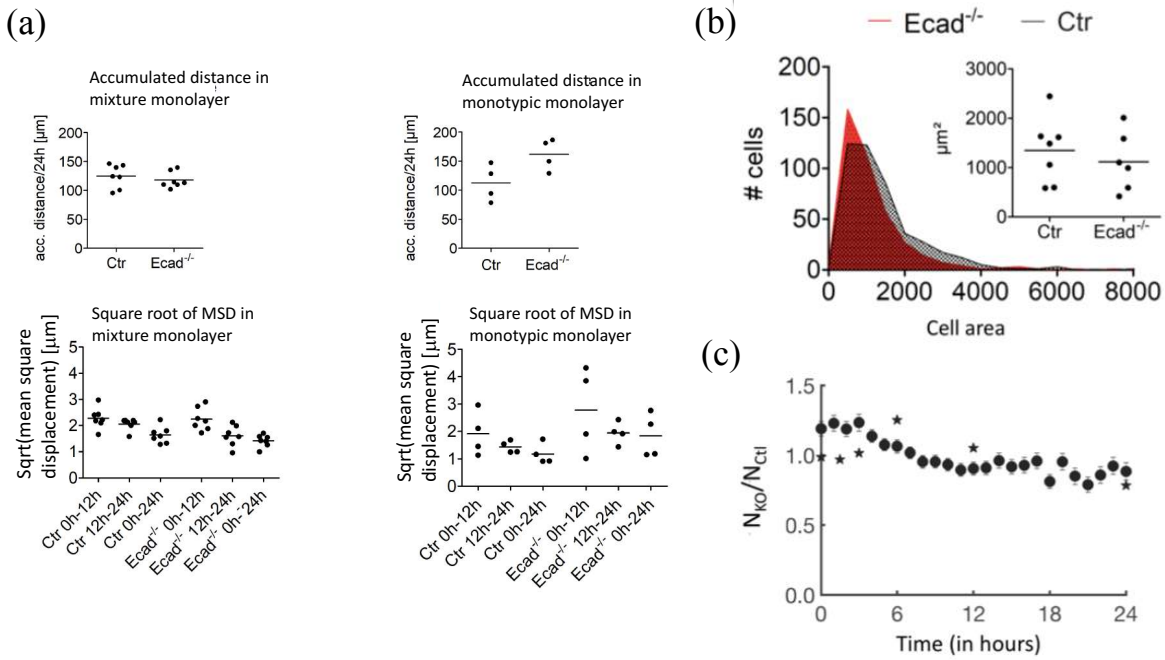 (a)
Accumulated distance in
mixture monolayer
acc. distance/24h [μm]
200
150
100
50
0
Ctr
Ecad-/-
Accumulated distance in
monotypic monolayer
acc. distance/24h [μm]
200
150
100
50
0
Ctr
Ecad-/-
Square root of MSD in
mixture monolayer
Sqrt(mean square
displacement) [μm]
5
4
3
2
1
0
Ctr 0h-12h
Ctr 12h-24h
Ctr 0h-24h
Ecad-/- 0h-12h
Ecad-/- 12h-24h
Ecad-/- 0h- 24h
Square root of MSD in
monotypic monolayer
Sqrt(mean square
displacement) [μm]
5
4
3
2
1
0
Ctr 0h-12h
Ctr 12h-24h
Ctr 0h-24h
Ecad-/- 0h-12h
Ecad-/- 12h-24h
Ecad-/- 0h-24h
(b)
Ecad-/-
Ctr
# cells
200
150
100
50
0
0
2000
4000
6000
8000
Cell area
μm²
3000
2000
1000
0
Ctr
Ecad-/-
(c)
NKO/NCtl
1.5
1.0
0.5
0.0
0
6
12
18
24
Time (in hours)